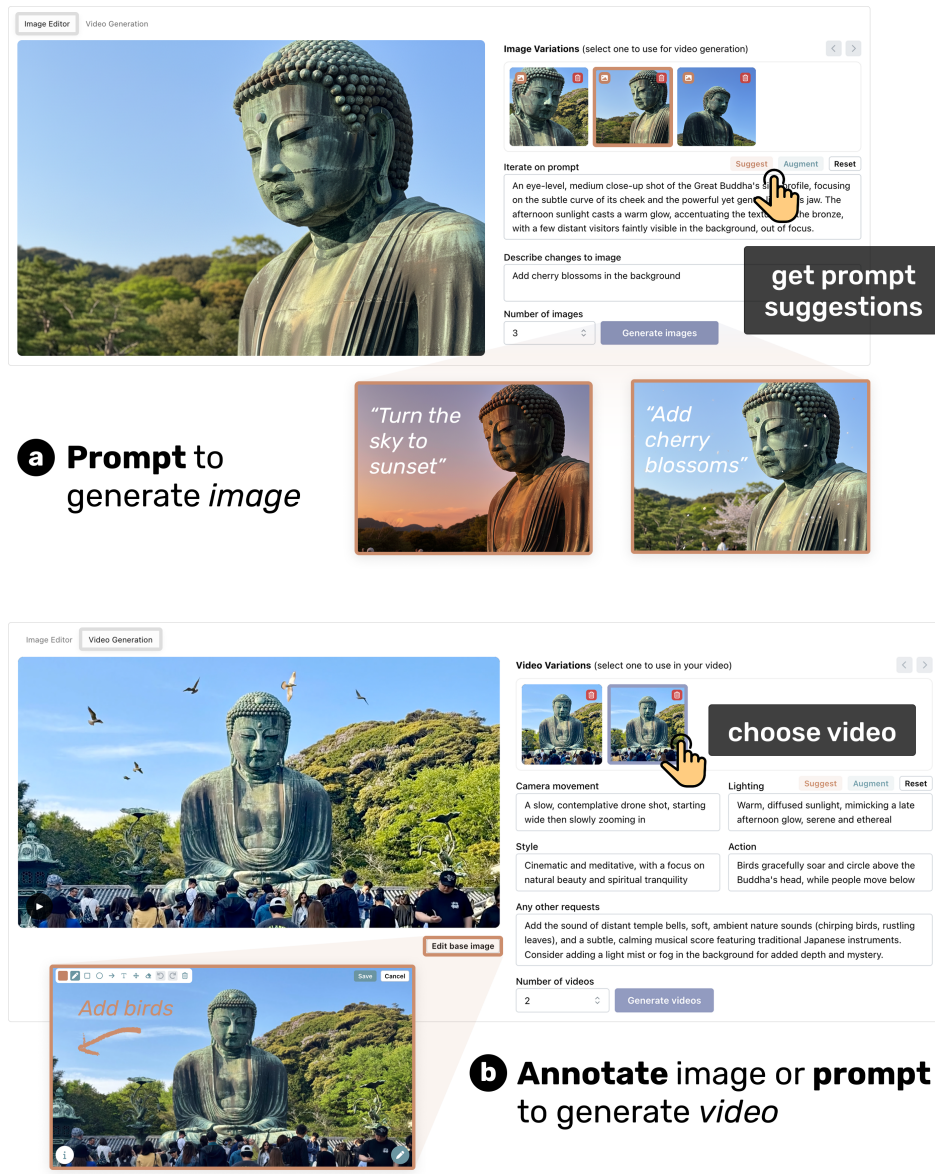 Image Editor
Video Generation
Image Variations (select one to use for video generation)
Iterate on prompt
Suggest
Augment
Reset
An eye-level, medium close-up shot of the Great Buddha's profile, focusing
on the subtle curve of its cheek and the powerful yet jaw. The
afternoon sunlight casts a warm glow, accentuating the bronze,
with a few distant visitors faintly visible in the background, out of focus.
Describe changes to image
Add cherry blossoms in the background
get prompt
suggestions
Number of images
3
Generate images
a Prompt to
generate image
“Turn the
sky to
sunset”
“Add
cherry
blossoms”
Image Editor
Video Generation
Video Variations (select one to use in your video)
choose video
Camera movement
A slow, contemplative drone shot, starting
wide then slowly zooming in
Lighting
Suggest
Augment
Reset
Warm, diffused sunlight, mimicking a late
afternoon glow, serene and ethereal
Style
Cinematic and meditative, with a focus on
natural beauty and spiritual tranquility
Action
Birds gracefully soar and circle above the
Buddha's head, while people move below
Any other requests
Add the sound of distant temple bells, soft, ambient nature sounds (chirping birds, rustling
leaves), and a subtle, calming musical score featuring traditional Japanese instruments.
Consider adding a light mist or fog in the background for added depth and mystery.
Number of videos
2
Generate videos
Edit base image
T
Save
Cancel
Add birds
i
b Annotate image or prompt
to generate video